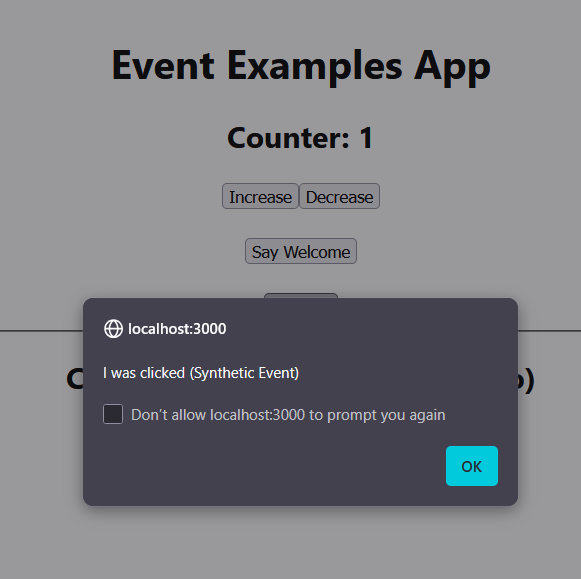 Event Examples App
Counter: 1
Increase Decrease
Say Welcome
localhost:3000
I was clicked (Synthetic Event)
Don't allow localhost:3000 to prompt you again
OK